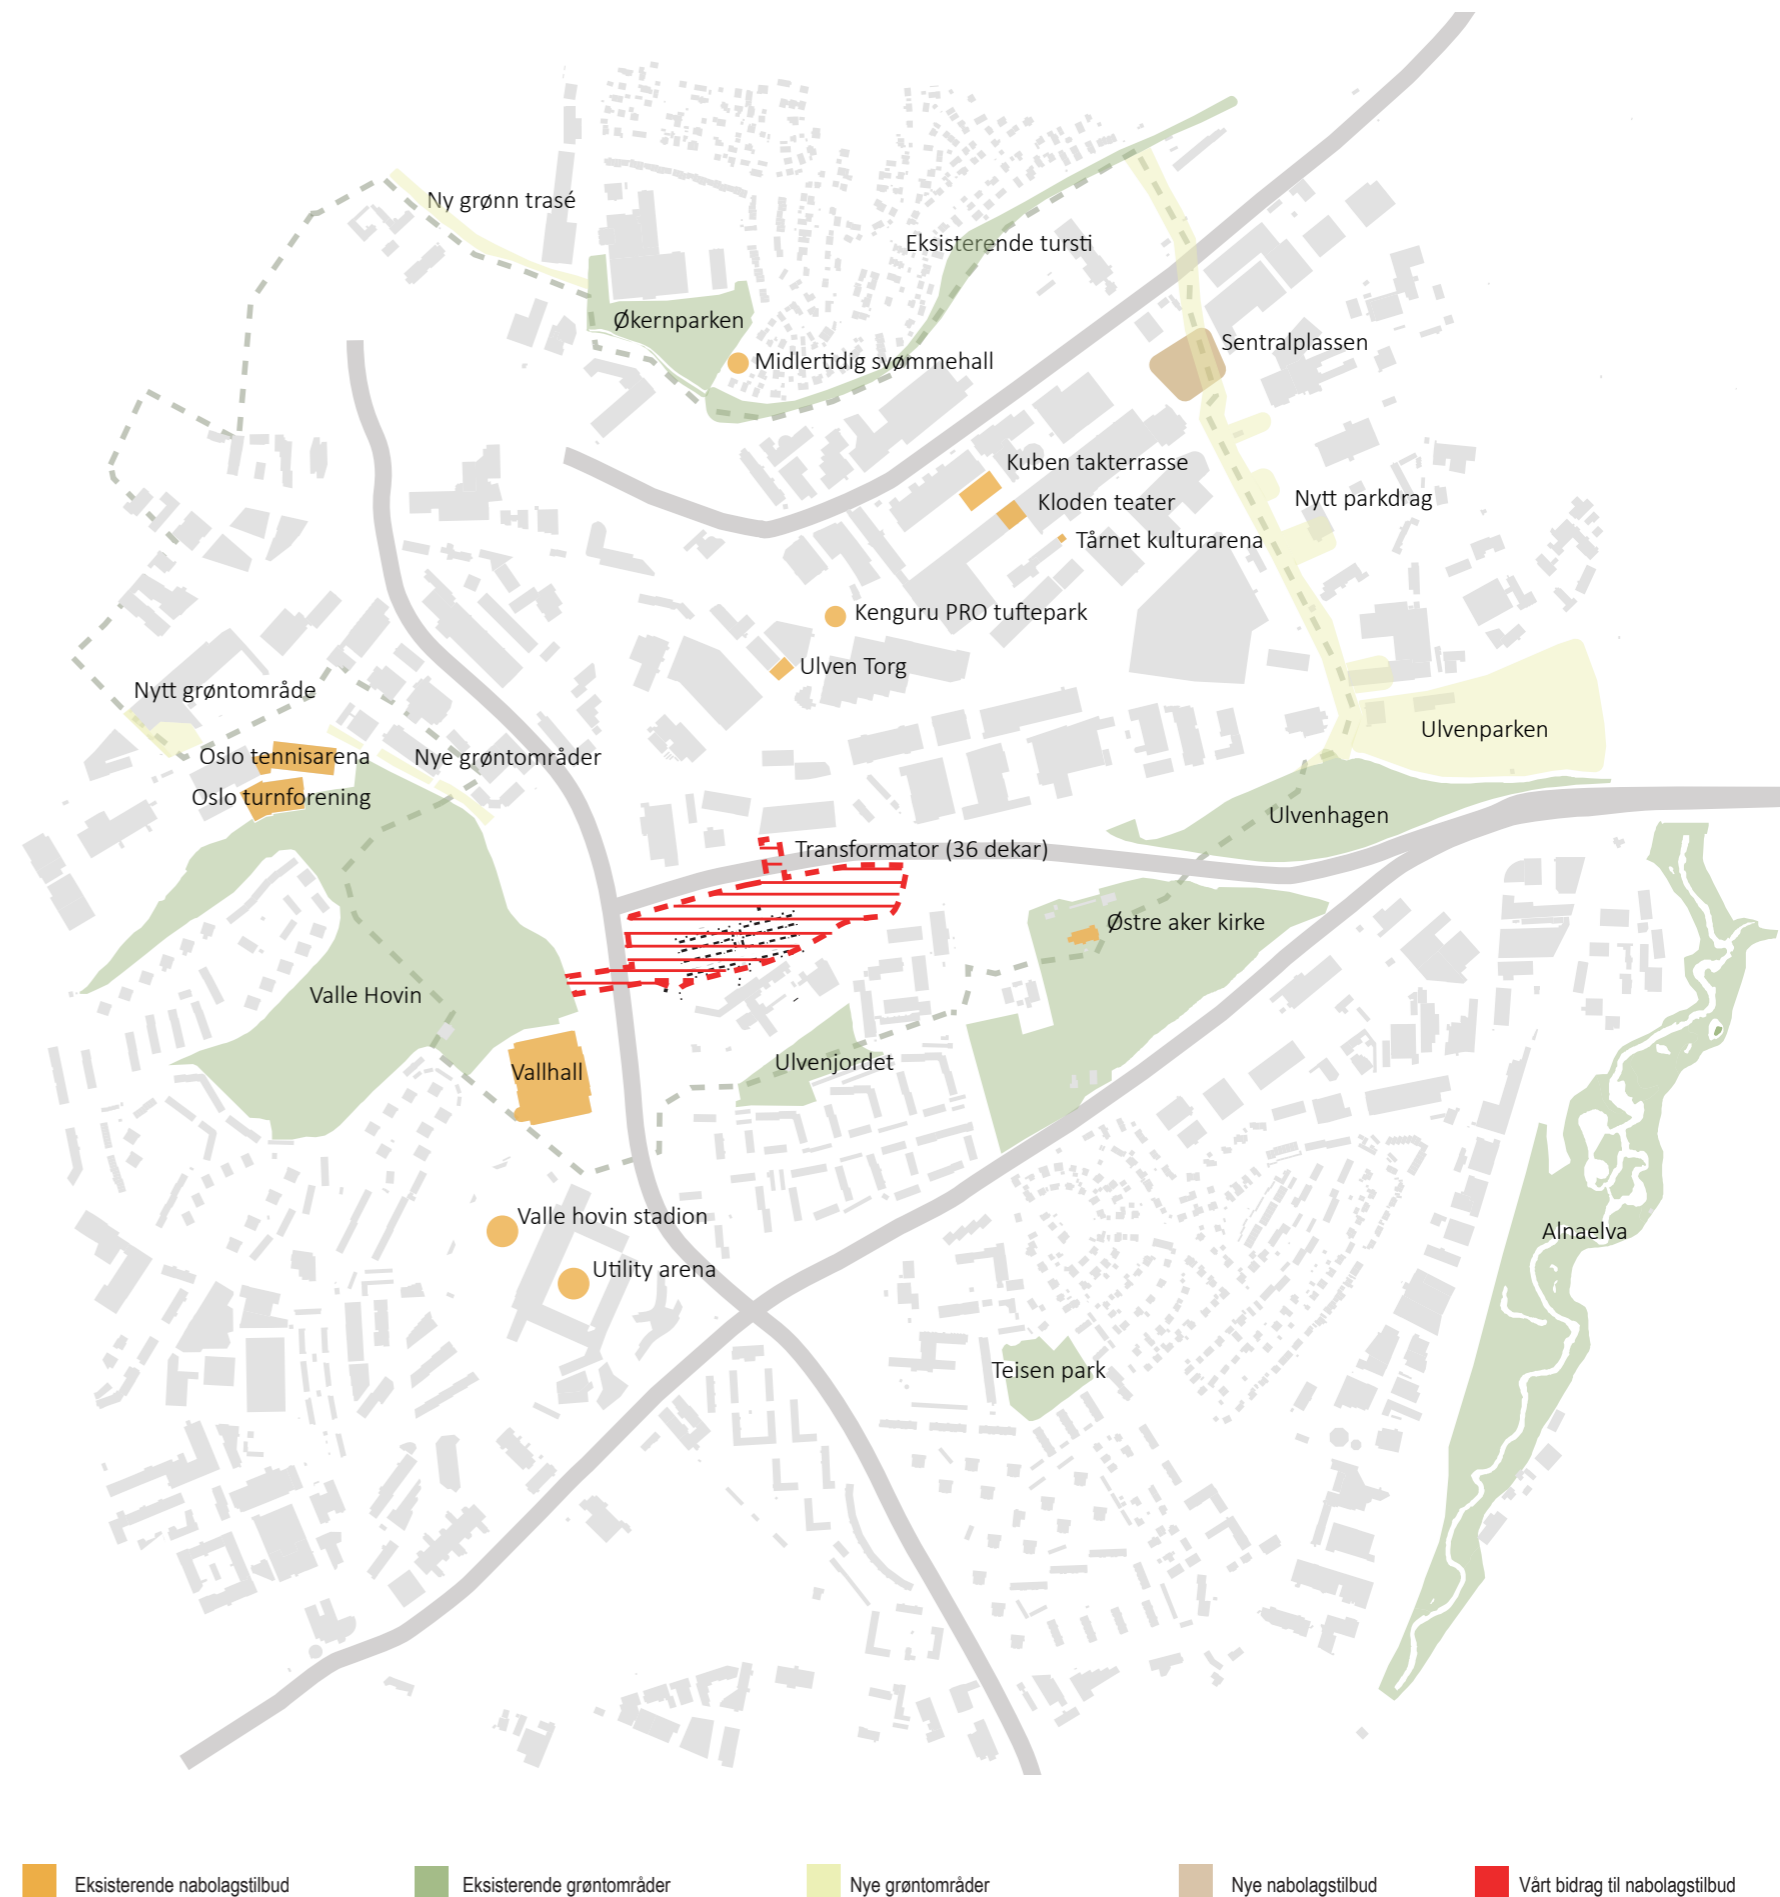 Ny grønn trasé
Eksisterende tursti
Økernparken
Sentralplassen
Midlertidig svømmehall
Kuben takterrasse
Nytt parkdrag
Kloden teater
Tårnet kulturarena
Kenguru PRO tuftepark
Ulven Torg
Nytt grøntområde
Ulvenparken
Oslo tennisarena
Nye grøntområder
Oslo turnforening
Ulvenhagen
Transformator (36 dekar)
Østre aker kirke
Valle Hovin
Ulvenjordet
Vallhall
Valle hovin stadion
Alnaelva
Utility arena
Teisen park
Eksisterende nabolagstilbud
Eksisterende grøntområder
Nye grøntområder
Nye nabolagstilbud
Vårt bidrag til nabolagstilbud